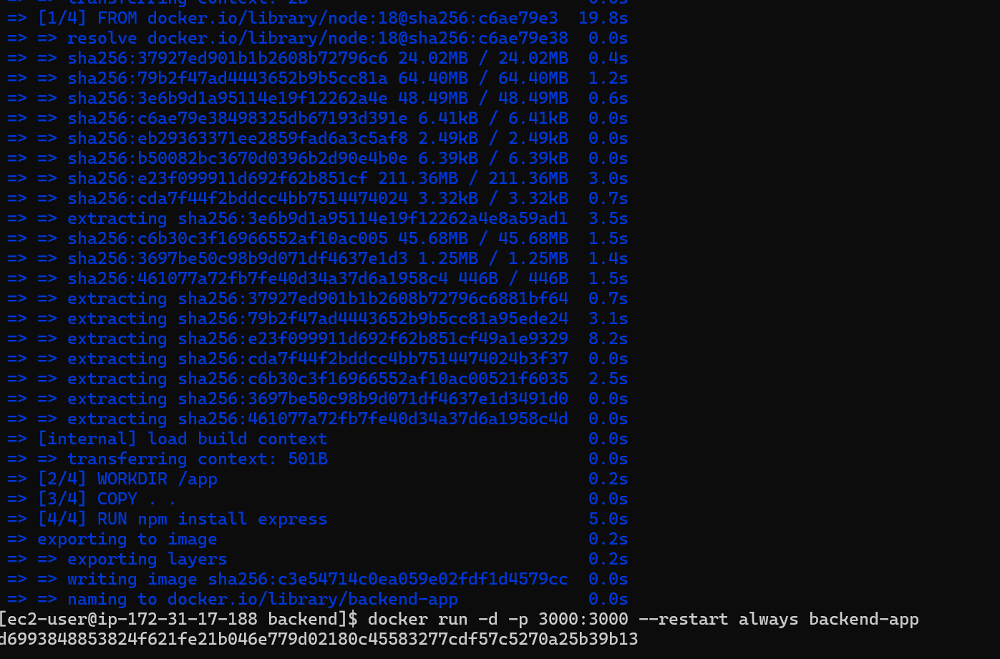 => => transferring context: 2B 0.0s
=> [1/4] FROM docker.io/library/node:18@sha256:c6ae79e3 19.8s
=> => resolve docker.io/library/node:18@sha256:c6ae79e38 0.0s
=> => sha256:37927ed901b1b2608b72796c6 24.02MB / 24.02MB 0.4s
=> => sha256:79b2f47ad4443652b9b5cc81a 64.40MB / 64.40MB 1.2s
=> => sha256:3e6b9d1a95114e19f12262a4e 48.49MB / 48.49MB 0.6s
=> => sha256:c6ae79e38498325db67193d391e 6.41kB / 6.41kB 0.0s
=> => sha256:eb29363371ee2859fad6a3c5af8 2.49kB / 2.49kB 0.0s
=> => sha256:b50082bc3670d0396b2d90e4b0e 6.39kB / 6.39kB 0.0s
=> => sha256:e23f099911d692f62b851cf 211.36MB / 211.36MB 3.0s
=> => sha256:cda7f44f2bddcc4bb7514474024 3.32kB / 3.32kB 0.7s
=> => extracting sha256:3e6b9d1a95114e19f12262a4e8a59ad1 3.5s
=> => sha256:c6b30c3f16966552af10ac005 45.68MB / 45.68MB 1.5s
=> => sha256:3697be50c98b9d071df4637e1d3 1.25MB / 1.25MB 1.4s
=> => sha256:461077a72fb7fe40d34a37d6a1958c4 446B / 446B 1.5s
=> => extracting sha256:37927ed901b1b2608b72796c6881bf64 0.7s
=> => extracting sha256:79b2f47ad4443652b9b5cc81a95ede24 3.1s
=> => extracting sha256:e23f099911d692f62b851cf49a1e9329 8.2s
=> => extracting sha256:cda7f44f2bddcc4bb7514474024b3f37 0.0s
=> => extracting sha256:c6b30c3f16966552af10ac00521f6035 2.5s
=> => extracting sha256:3697be50c98b9d071df4637e1d3491d0 0.0s
=> => extracting sha256:461077a72fb7fe40d34a37d6a1958c4d 0.0s
=> [internal] load build context 0.0s
=> => transferring context: 501B 0.0s
=> [2/4] WORKDIR /app 0.2s
=> [3/4] COPY . . 0.0s
=> [4/4] RUN npm install express 5.0s
=> exporting to image 0.2s
=> => exporting layers 0.2s
=> => writing image sha256:c3e54714c0ea059e02fdf1d4579cc 0.0s
=> => naming to docker.io/library/backend-app 0.0s
[ec2-user@ip-172-31-17-188 backend]$ docker run -d -p 3000:3000 --restart always backend-app
d6993848853824f621fe21b046e779d02180c45583277cdf57c5270a25b39b13